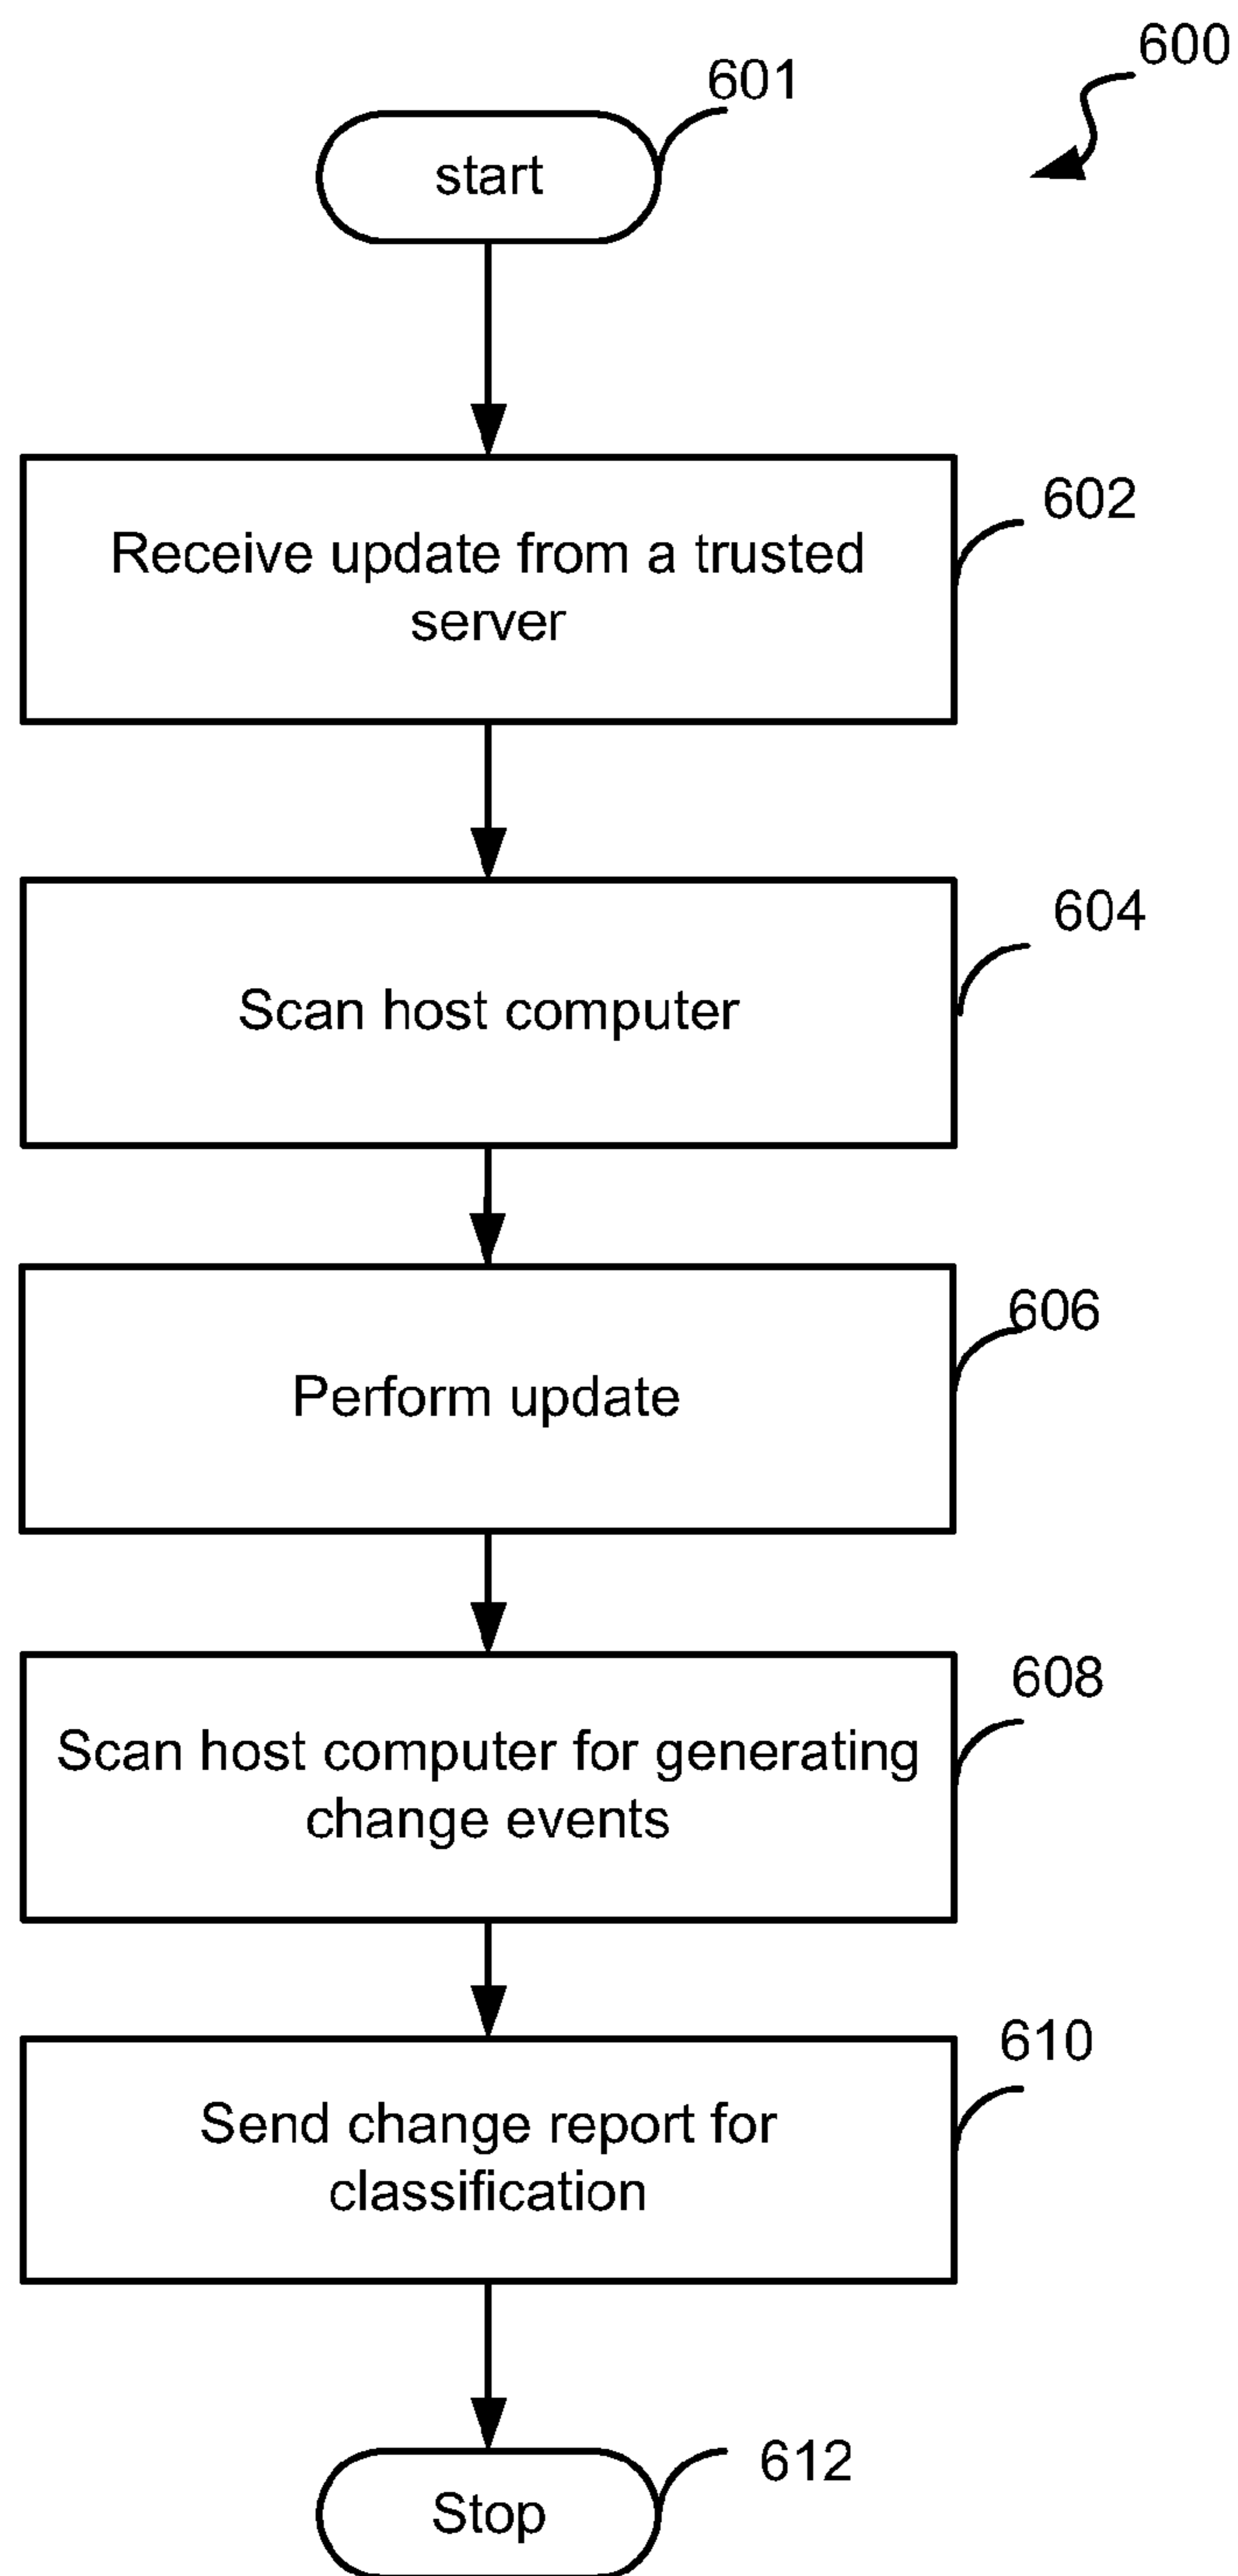 600
601
start
602
Receive update from a trusted
server
604
Scan host computer
606
Perform update
608
Scan host computer for generating
change events
610
Send change report for
classification
612
Stop